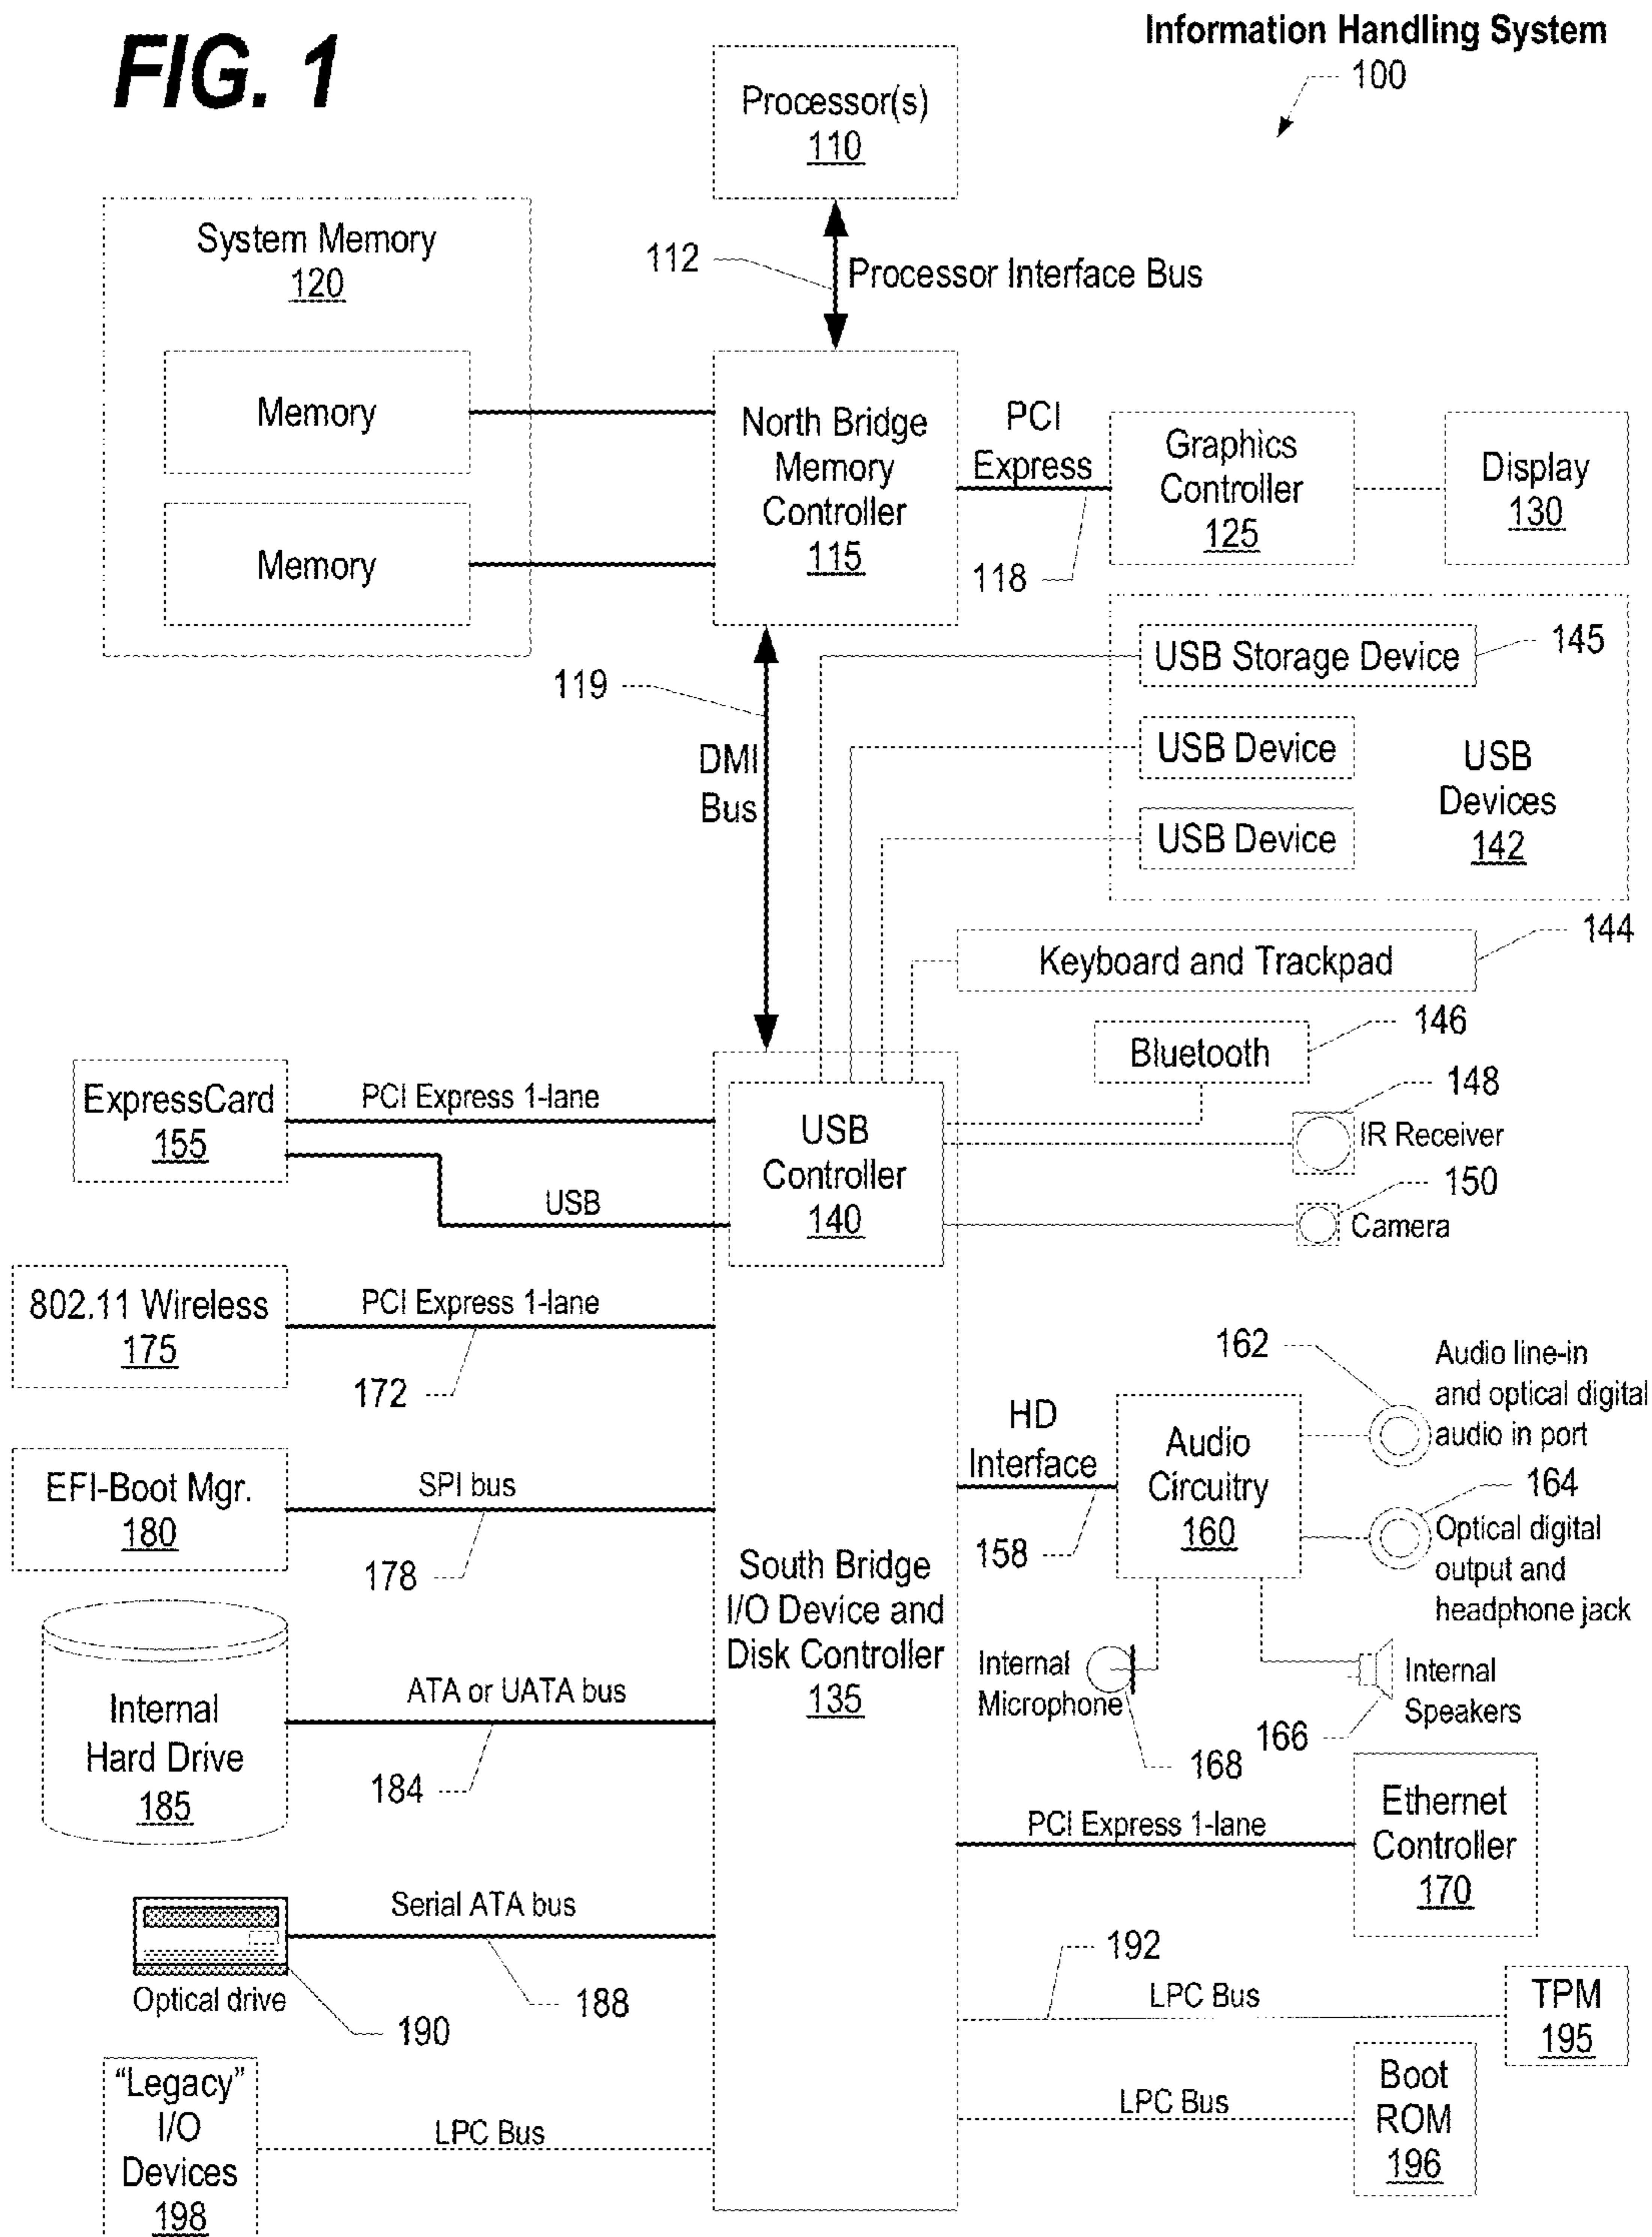 FIG. 1
Information Handling System
100
Processor(s)
110
System Memory
120
112
Processor Interface Bus
Memory
Memory
North Bridge
Memory
Controller
115
PCI
Express
118
Graphics
Controller
125
Display
130
119
DMI
Bus
USB Storage Device
145
USB Device
USB Device
USB
Devices
142
Keyboard and Trackpad
144
Bluetooth
146
148
IR Receiver
150
Camera
ExpressCard
155
PCI Express 1-lane
USB
USB
Controller
140
802.11 Wireless
175
PCI Express 1-lane
172
162
Audio line-in
and optical digital
audio in port
HD
Interface
158
Audio
Circuitry
160
164
Optical digital
output and
headphone jack
EFI-Boot Mgr.
180
SPI bus
178
South Bridge
I/O Device and
Disk Controller
135
Internal
Microphone
168
Internal
Speakers
166
Internal
Hard Drive
185
ATA or UATA bus
184
PCI Express 1-lane
Ethernet
Controller
170
Serial ATA bus
188
Optical drive
190
192
LPC Bus
TPM
195
"Legacy"
I/O
Devices
198
LPC Bus
LPC Bus
Boot
ROM
196